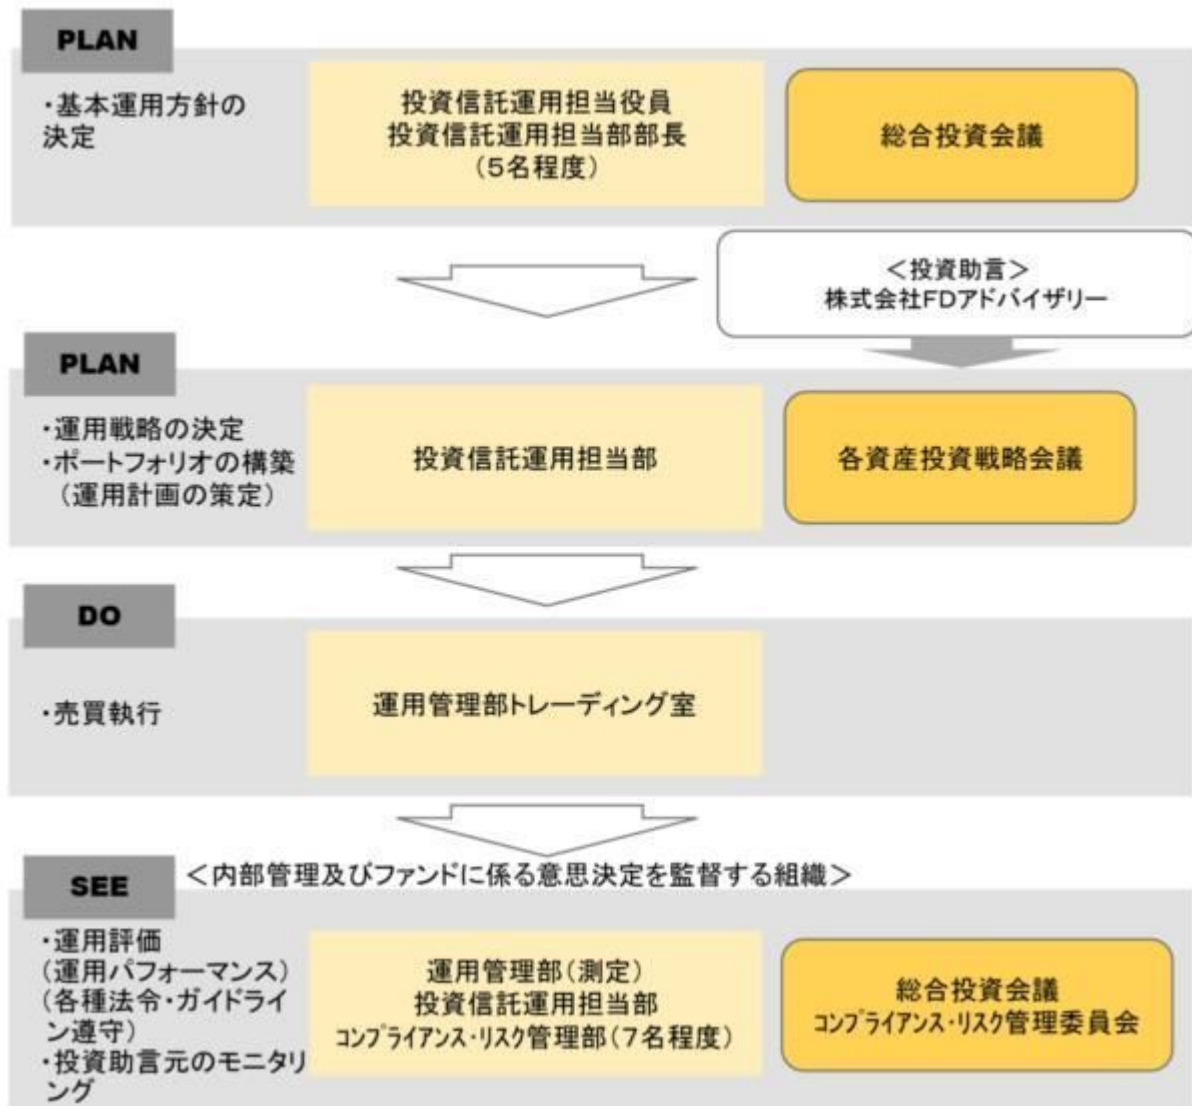 PLAN
・基本運用方針の
決定
投資信託運用担当役員
投資信託運用担当部部長
(5名程度)
総合投資会議
＜投資助言＞
株式会社FDアドバイザリー
PLAN
・運用戦略の決定
・ポートフォリオの構築
(運用計画の策定)
投資信託運用担当部
各資産投資戦略会議
DO
・売買執行
運用管理部トレーディング室
SEE
＜内部管理及びファンドに係る意思決定を監督する組織＞
・運用評価
(運用パフォーマンス)
(各種法令・ガイドライ
ン遵守)
・投資助言元のモニタリ
ング
運用管理部(測定)
投資信託運用担当部
ｺﾝﾌﾟﾗｲｱﾝｽ・ﾘｽｸ管理部(7名程度)
総合投資会議
ｺﾝﾌﾟﾗｲｱﾝｽ・ﾘｽｸ管理委員会